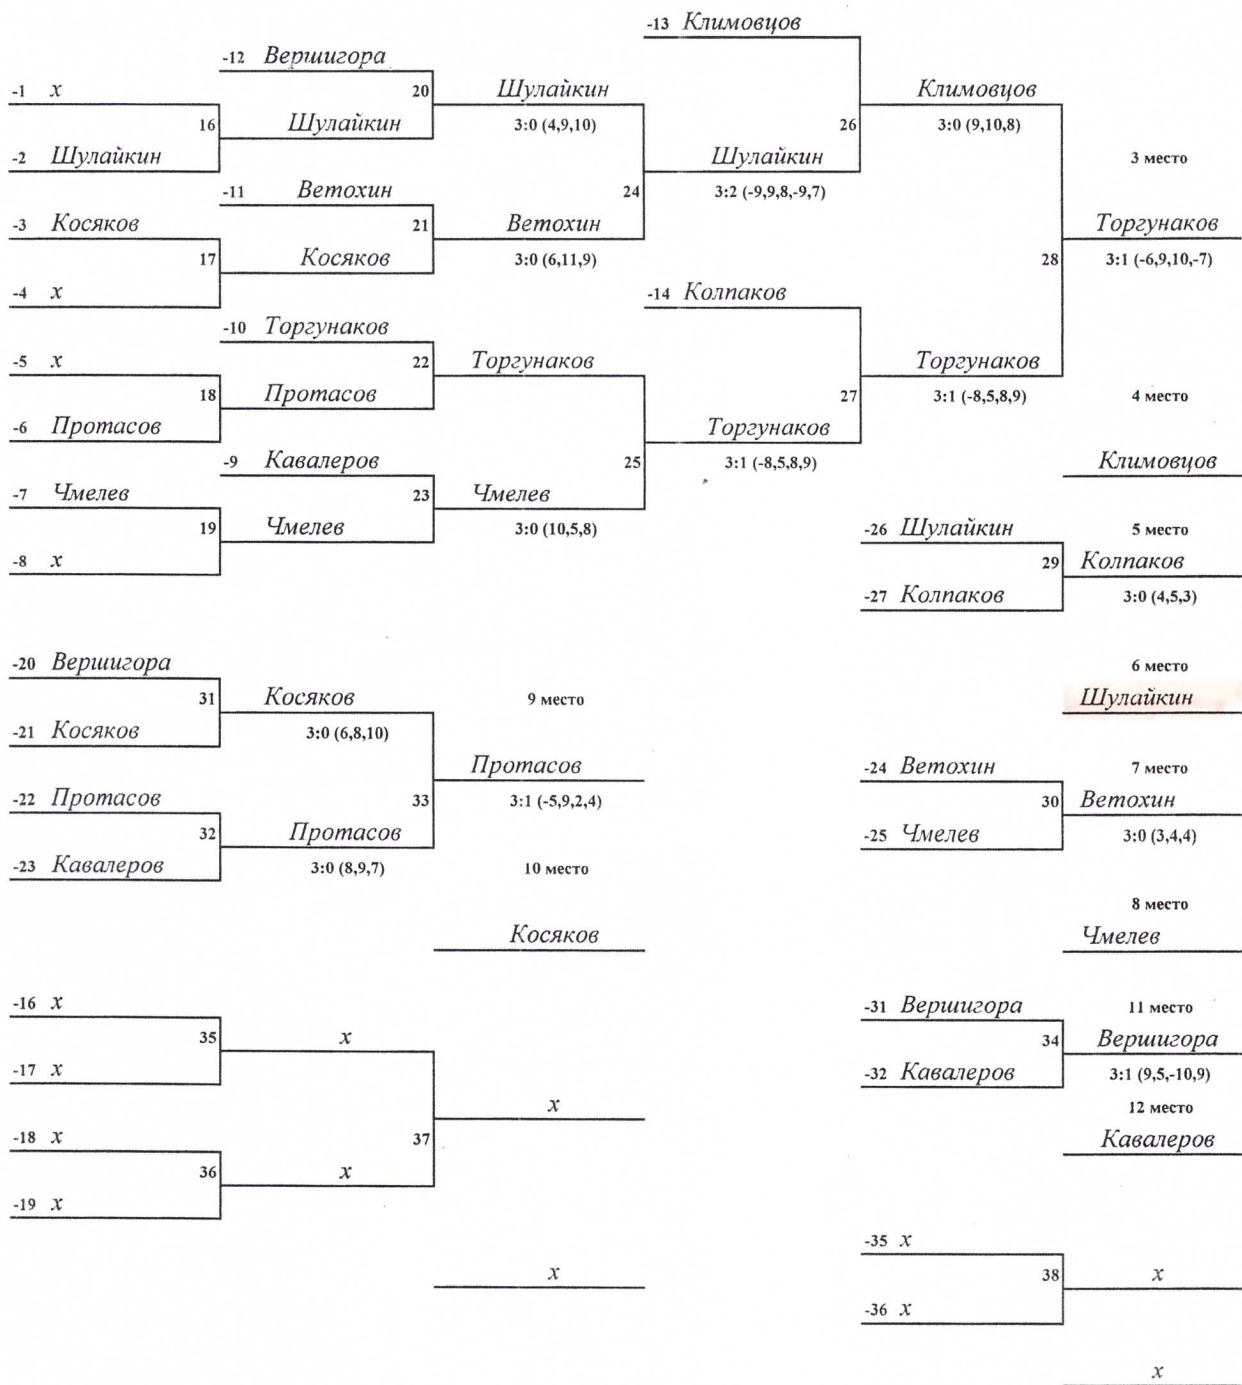 -13 Климовцов
-12 Вершигора
-1 x
20
Шулайкин
Климовцов
16
Шулайкин
3:0 (4,9,10)
26
3:0 (9,10,8)
-2 Шулайкин
Шулайкин
3 место
-11 Ветохин
24
3:2 (-9,9,8,-9,7)
-3 Косяков
21
Ветохин
Торгунаков
17
Косяков
3:0 (6,11,9)
28
3:1 (-6,9,10,-7)
-4 x
-14 Колпаков
-10 Торгунаков
-5 x
22
Торгунаков
Торгунаков
18
Протасов
27
3:1 (-8,5,8,9)
4 место
-6 Протасов
Торгунаков
-9 Кавалеров
25
3:1 (-8,5,8,9)
Климовцов
-7 Чмелев
23
Чмелев
19
Чмелев
3:0 (10,5,8)
-26 Шулайкин
5 место
-8 x
29
Колпаков
-27 Колпаков
3:0 (4,5,3)
-20 Вершигора
6 место
31
Косяков
9 место
Шулайкин
-21 Косяков
3:0 (6,8,10)
Протасов
-24 Ветохин
7 место
-22 Протасов
33
3:1 (-5,9,2,4)
30
Ветохин
32
Протасов
-25 Чмелев
3:0 (3,4,4)
-23 Кавалеров
3:0 (8,9,7)
10 место
8 место
Косяков
Чмелев
-16 x
-31 Вершигора
11 место
35
x
34
Вершигора
-17 x
-32 Кавалеров
3:1 (9,5,-10,9)
x
12 место
-18 x
37
Кавалеров
36
x
-19 x
-35 x
x
38
x
-36 x
x